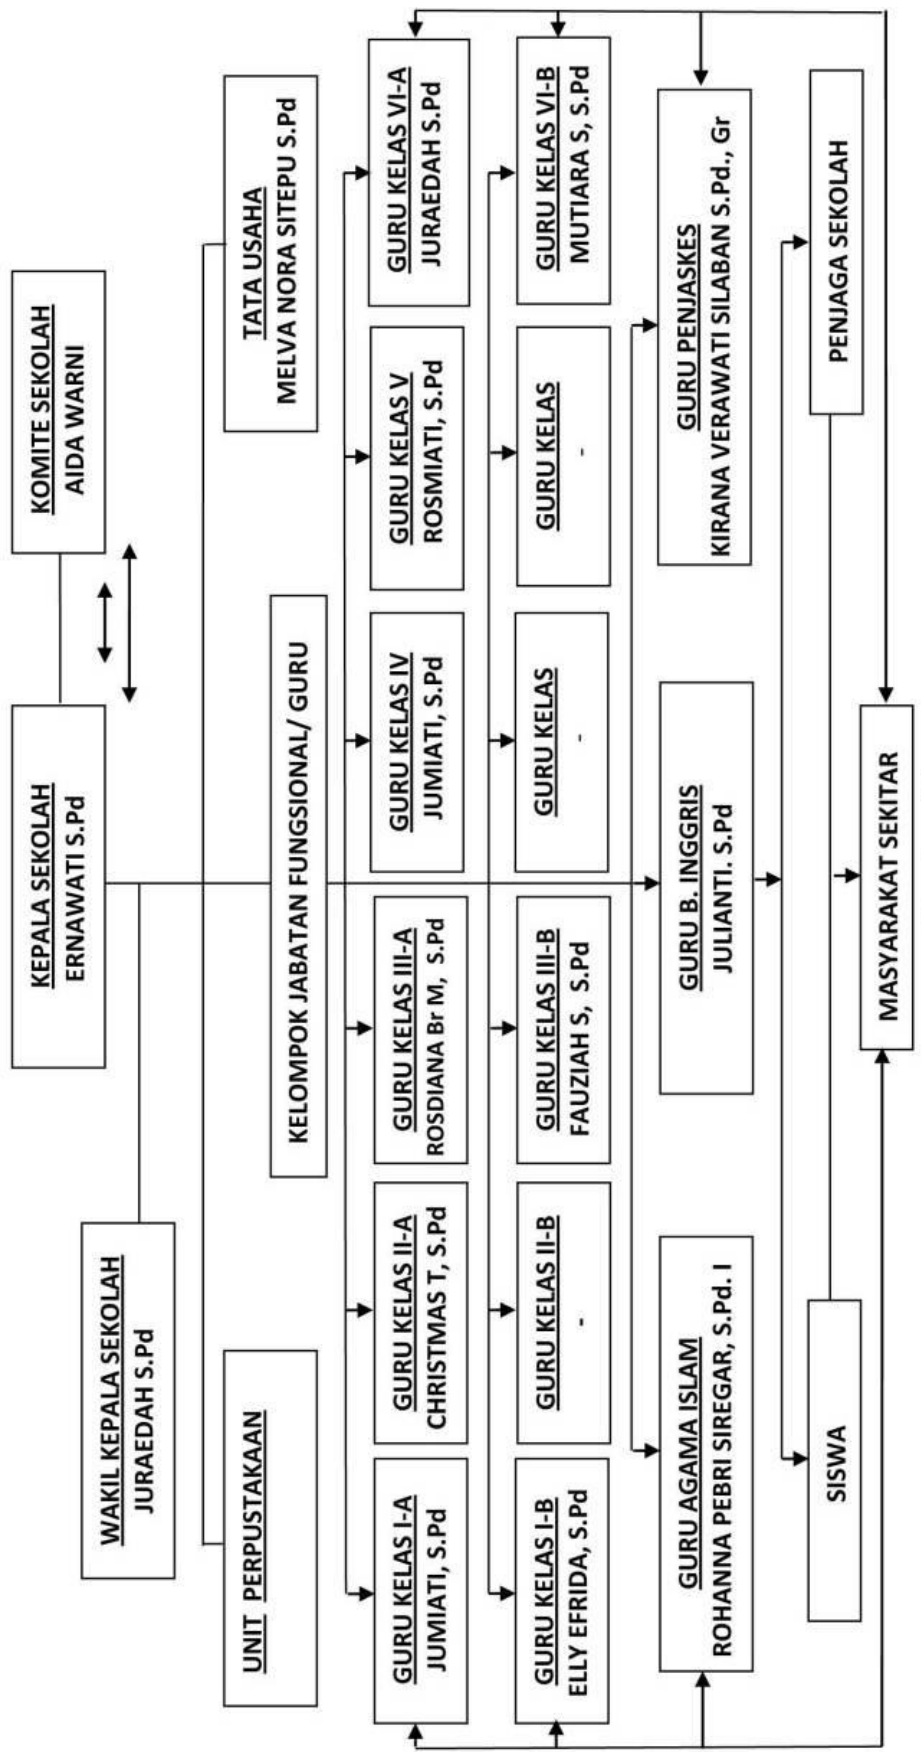 KEPALA SEKOLAH
ERNAWATI S.Pd
KOMITE SEKOLAH
AIDA WARNI
WAKIL KEPALA SEKOLAH
JURAEDAH S.Pd
UNIT PERPUSTAKAAN
TATA USAHA
MELVA NORA SITEPU S.Pd
KELOMPOK JABATAN FUNGSIONAL/ GURU
GURU KELAS I-A
JUMIATI, S.Pd
GURU KELAS II-A
CHRISTMAS T, S.Pd
GURU KELAS III-A
ROSDIANA Br M, S.Pd
GURU KELAS IV
JUMIATI, S.Pd
GURU KELAS V
ROSMIATI, S.Pd
GURU KELAS VI-A
JURAEDAH S.Pd
GURU KELAS I-B
ELLY EFRIDA, S.Pd
GURU KELAS II-B
-
GURU KELAS III-B
FAUZIAH S, S.Pd
GURU KELAS
-
GURU KELAS
-
GURU KELAS VI-B
MUTIARA S, S.Pd
GURU AGAMA ISLAM
ROHANNA PEBRI SIREGAR, S.Pd. I
GURU B. INGGRIS
JULIANTI. S.Pd
GURU PENJASKES
KIRANA VERAWATI SILABAN S.Pd., Gr
SISWA
PENJAGA SEKOLAH
MASYARAKAT SEKITAR